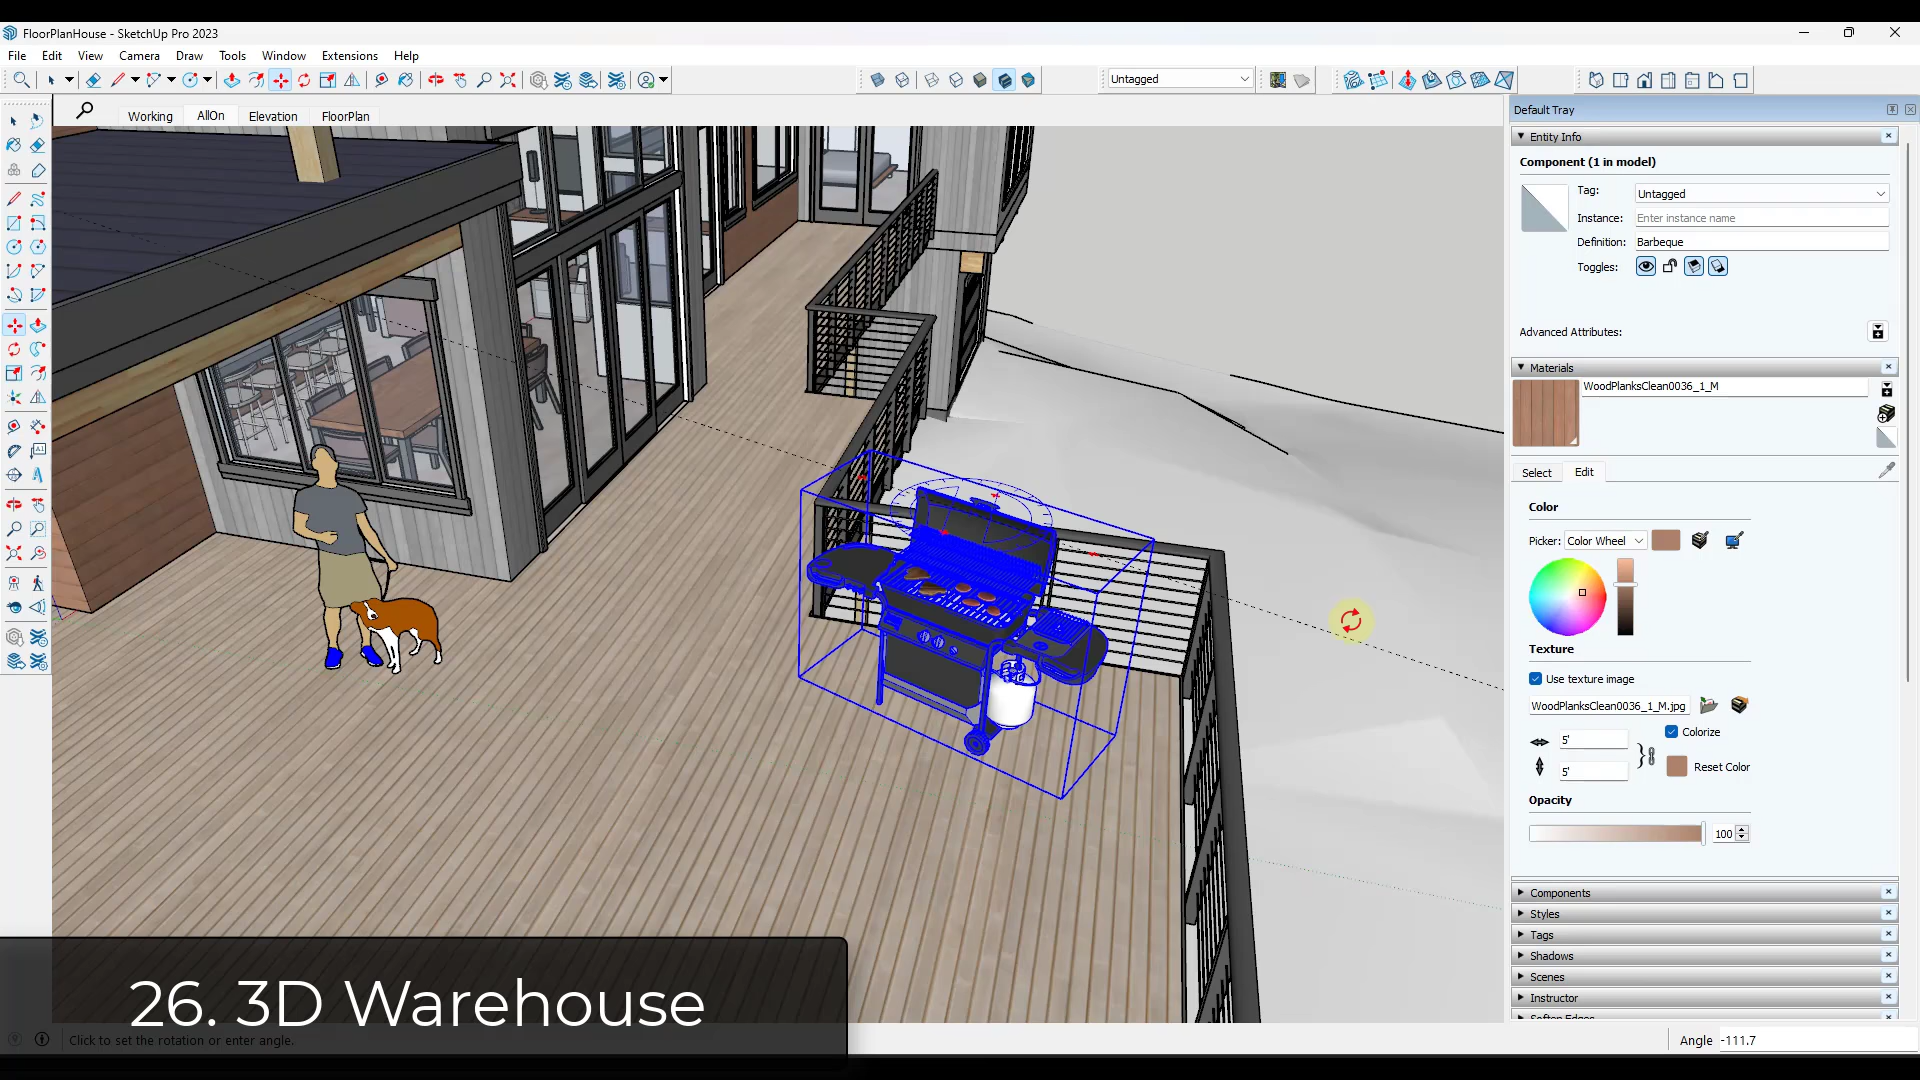 FloorPlanHouse - SketchUp Pro 2023
File Edit View Camera Draw Tools Window Extensions Help
Untagged
Working AllOn Elevation FloorPlan
Default Tray
Entity Info
Component (1 in model)
Tag: Untagged
Instance: Enter instance name
Definition: Barbeque
Toggles:
Advanced Attributes:
Materials
WoodPlanksClean0036_1_M
Select Edit
Color
Picker: Color Wheel
Texture
Use texture image
WoodPlanksClean0036_1_M.jpg
5' Colorize
5' Reset Color
Opacity
100
Components
Styles
Tags
Shadows
Scenes
Instructor
Soften Edges
26. 3D Warehouse
Click to set the rotation or enter angle.
Angle -111.7